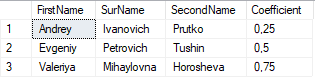 FirstName SurName SecondName Coefficient
1 Andrey Ivanovich Prutko 0,25
2 Evgeniy Petrovich Tushin 0,5
3 Valeriya Mihaylovna Horosheva 0,75